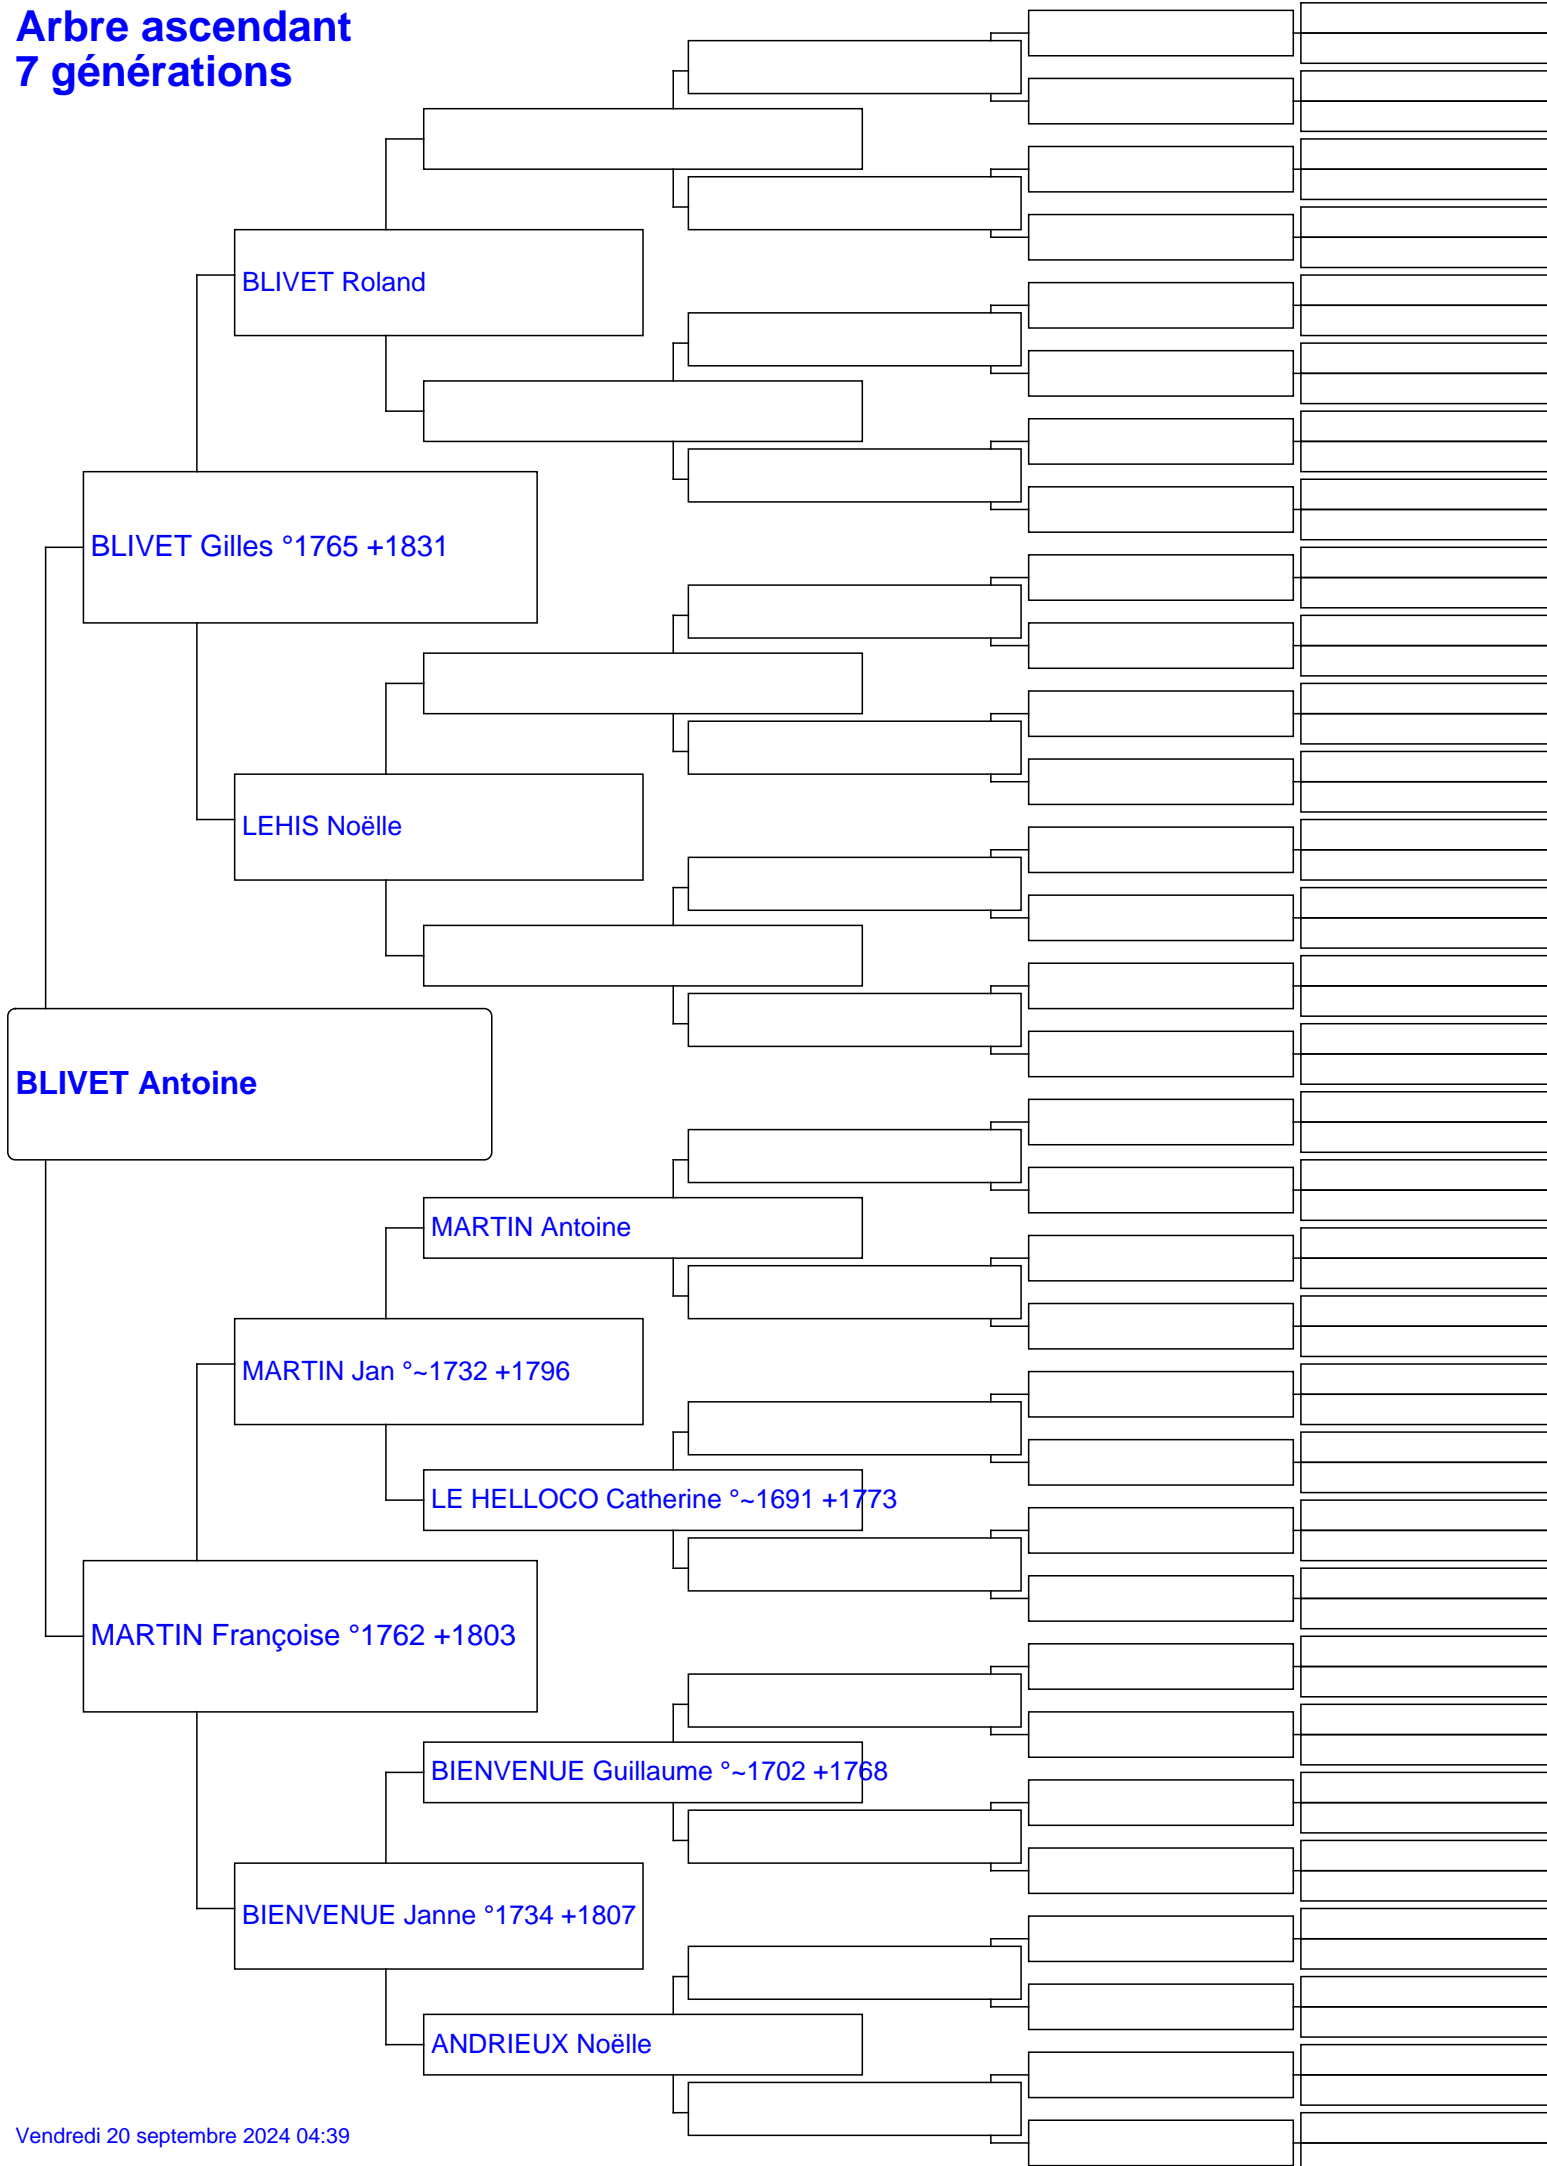 Arbre ascendant
7 générations
BLIVET Roland
BLIVET Gilles °1765 +1831
LEHIS Noëlle
BLIVET Antoine
MARTIN Antoine
MARTIN Jan °~1732 +1796
LE HELLOCO Catherine °~1691 +1773
MARTIN Françoise °1762 +1803
BIENVENUE Guillaume °~1702 +1768
BIENVENUE Janne °1734 +1807
ANDRIEUX Noëlle
Vendredi 20 septembre 2024 04:39